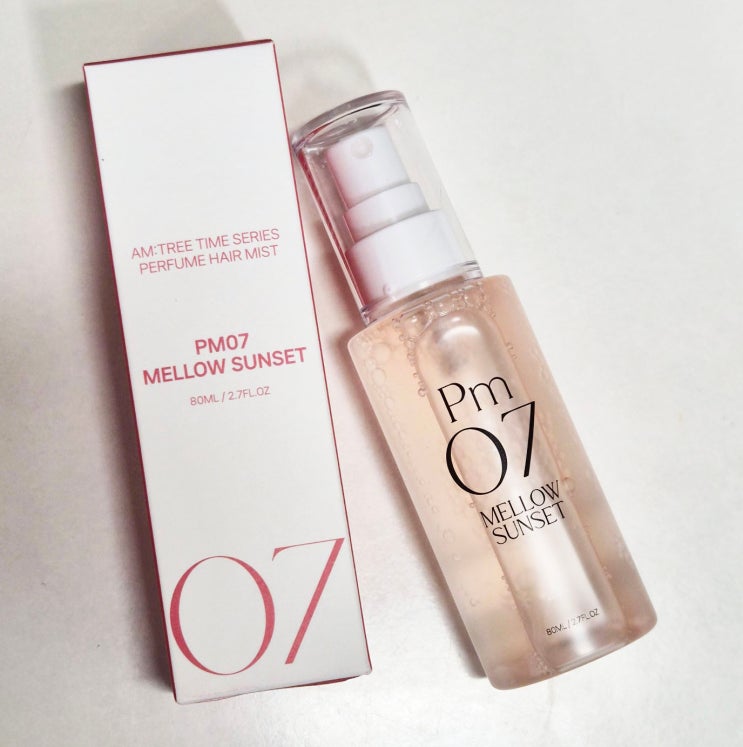 AM:TREE TIME SERIES
PERFUME HAIR MIST
PM07
MELLOW SUNSET
80ML / 2.7FL.OZ
07
Pm
07
MELLOW
SUNSET
80ML / 2.7FL.OZ